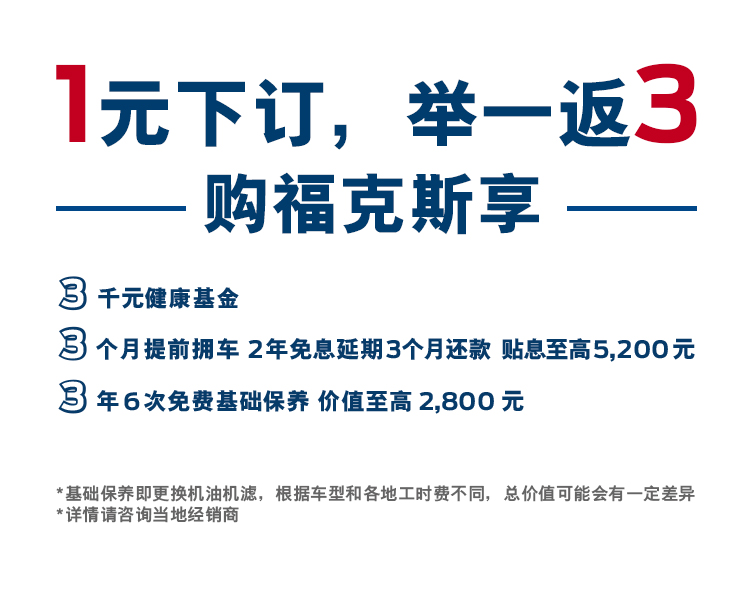 1元下订，举一返3
购福克斯享
3 千元健康基金
3 个月提前拥车 2年免息延期3个月还款 贴息至高5,200元
3 年6次免费基础保养 价值至高 2,800 元
*基础保养即更换机油机滤，根据车型和各地工时费不同，总价值可能会有一定差异
*详情请咨询当地经销商